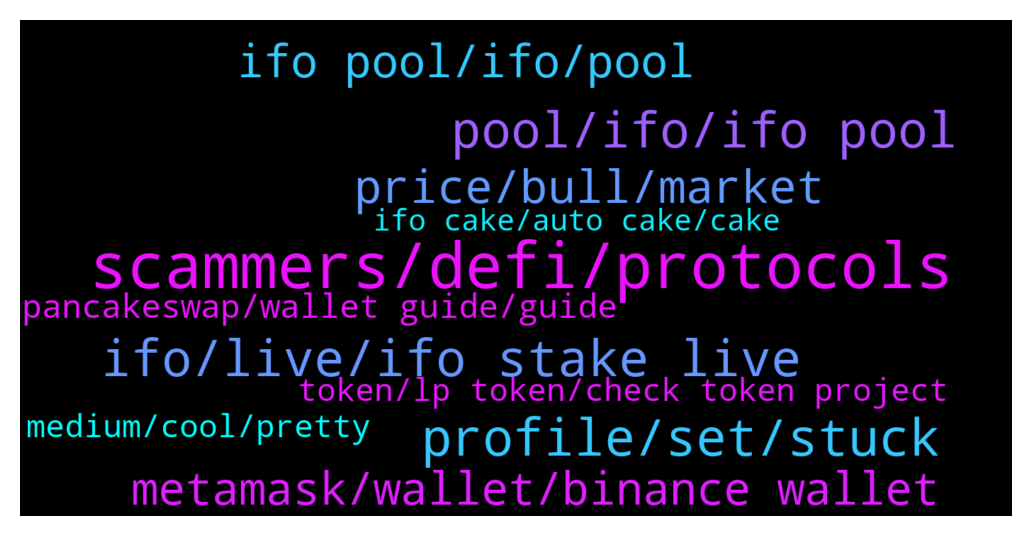 ifo pool/ifo/pool
pool/ifo/ifo pool
price/bull/market
ifo cake/auto cake/cake
scammers/defi/protocols
pancakeswap/wallet guide/guide
ifo/live/ifo stake live
token/lp token/check token project
medium/cool/pretty
profile/set/stuck
metamask/wallet/binance wallet